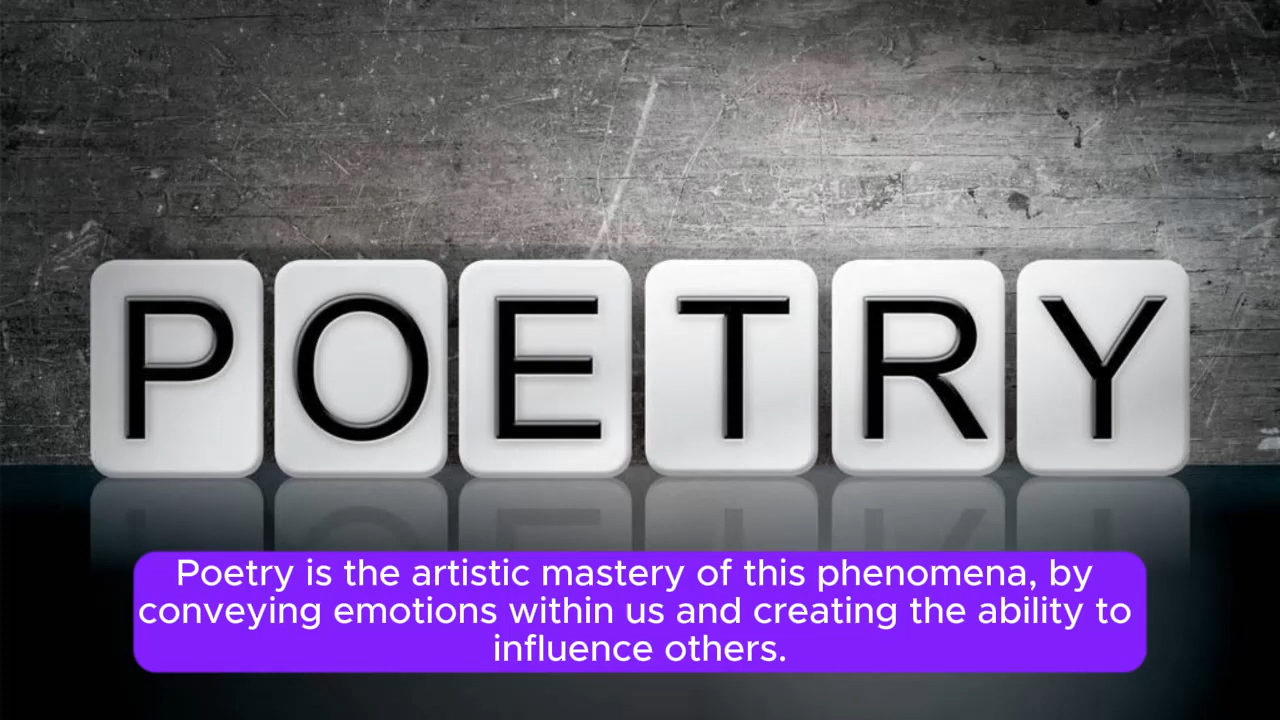 POETRY
Poetry is the artistic mastery of this phenomena, by
conveying emotions within us and creating the ability to
influence others.